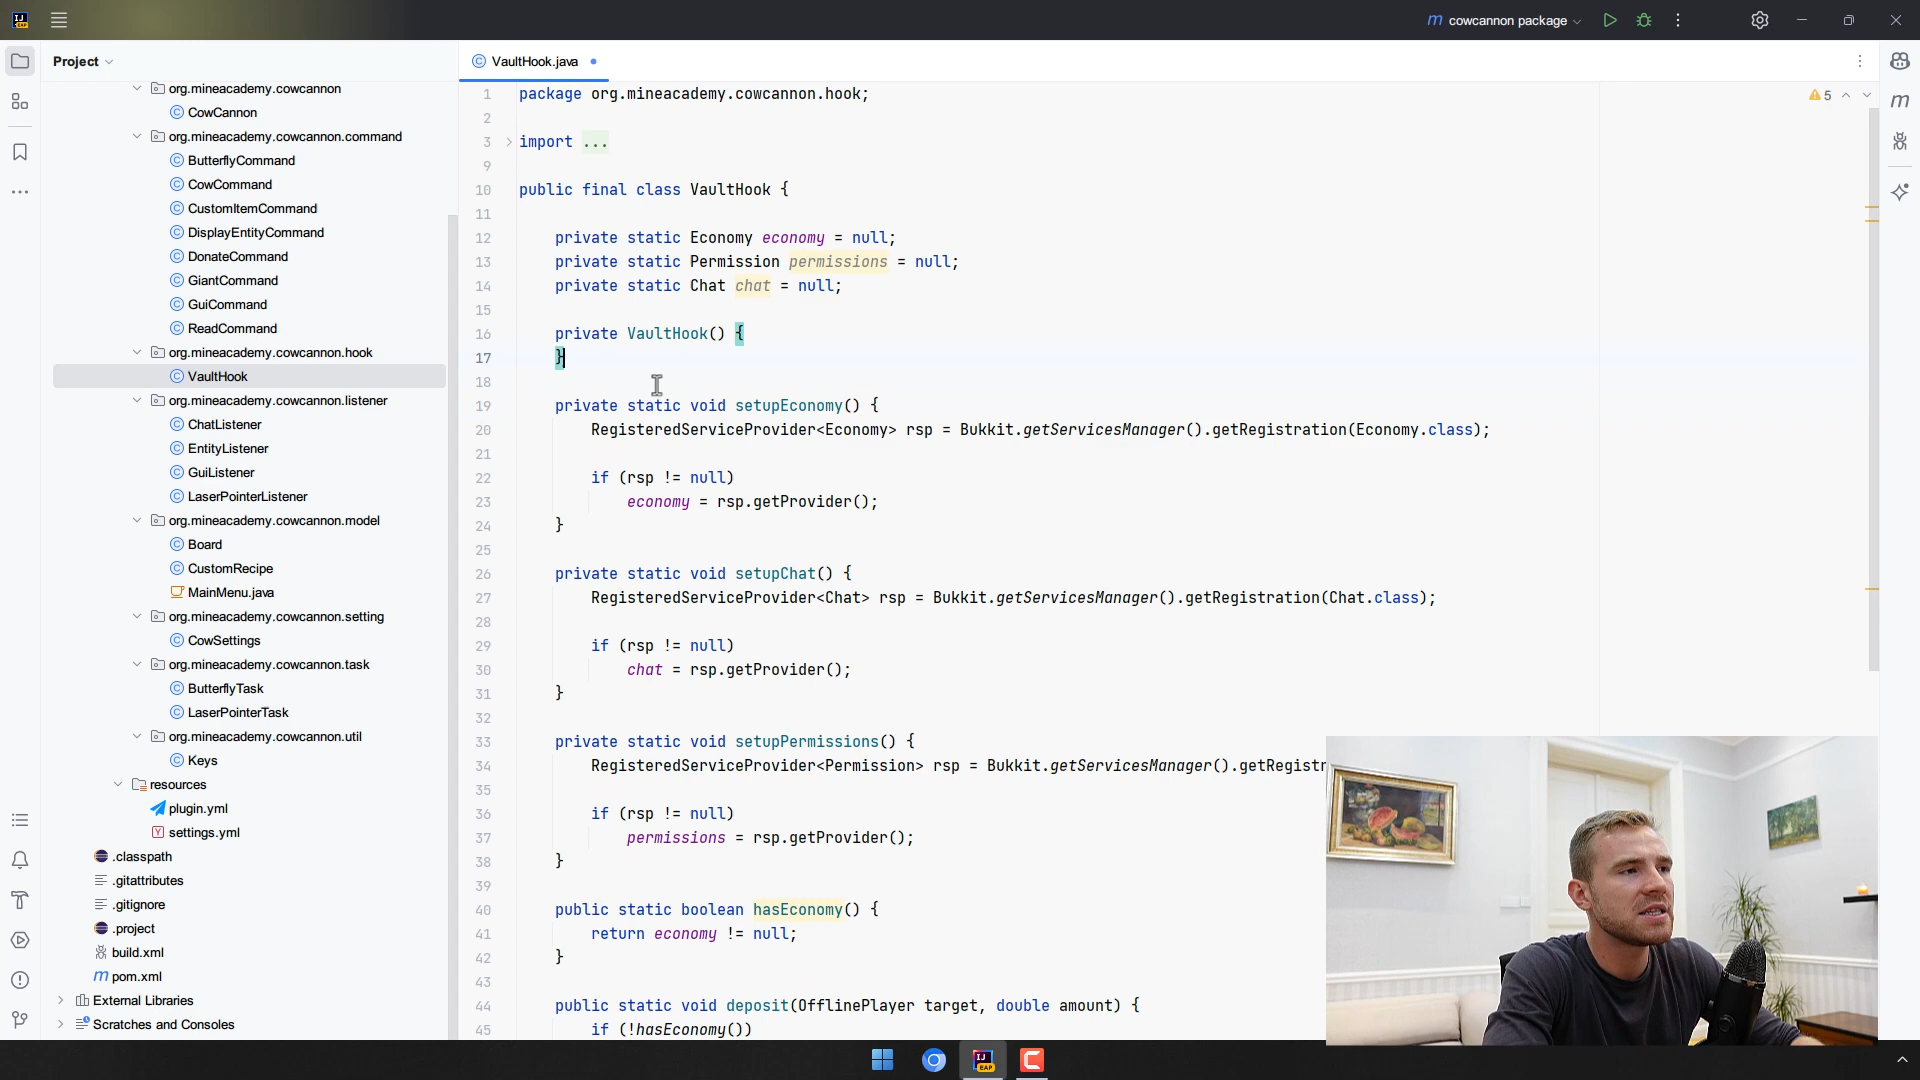 IJ
EAP
m cowcannon package
Project
VaultHook.java
org.mineacademy.cowcannon
CowCannon
org.mineacademy.cowcannon.command
ButterflyCommand
CowCommand
CustomItemCommand
DisplayEntityCommand
DonateCommand
GiantCommand
GuiCommand
ReadCommand
org.mineacademy.cowcannon.hook
VaultHook
org.mineacademy.cowcannon.listener
ChatListener
EntityListener
GuiListener
LaserPointerListener
org.mineacademy.cowcannon.model
Board
CustomRecipe
MainMenu.java
org.mineacademy.cowcannon.setting
CowSettings
org.mineacademy.cowcannon.task
ButterflyTask
LaserPointerTask
org.mineacademy.cowcannon.util
Keys
resources
plugin.yml
settings.yml
.classpath
.gitattributes
.gitignore
.project
build.xml
m pom.xml
External Libraries
Scratches and Consoles
5
1 package org.mineacademy.cowcannon.hook;
2
3 import ...
9
10 public final class VaultHook {
11
12 private static Economy economy = null;
13 private static Permission permissions = null;
14 private static Chat chat = null;
15
16 private VaultHook() {
17 }
18
19 private static void setupEconomy() {
20 RegisteredServiceProvider<Economy> rsp = Bukkit.getServicesManager().getRegistration(Economy.class);
21
22 if (rsp != null)
23 economy = rsp.getProvider();
24 }
25
26 private static void setupChat() {
27 RegisteredServiceProvider<Chat> rsp = Bukkit.getServicesManager().getRegistration(Chat.class);
28
29 if (rsp != null)
30 chat = rsp.getProvider();
31 }
32
33 private static void setupPermissions() {
34 RegisteredServiceProvider<Permission> rsp = Bukkit.getServicesManager().getRegistr
35
36 if (rsp != null)
37 permissions = rsp.getProvider();
38 }
39
40 public static boolean hasEconomy() {
41 return economy != null;
42 }
43
44 public static void deposit(OfflinePlayer target, double amount) {
45 if (!hasEconomy())
m
IJ
EAP